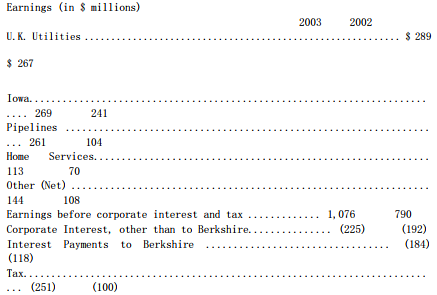 Earnings (in $ millions)
2003 2002
U.K. Utilities ................................................. $ 289
$ 267
Iowa..............................................................
.... 269 241
Pipelines ........................................................
... 261 104
Home Services.....................................................
113 70
Other (Net) ......................................................
144 108
Earnings before corporate interest and tax ............ 1,076 790
Corporate Interest, other than to Berkshire............. (225) (192)
Interest Payments to Berkshire .............................. (184)
(118)
Tax...............................................................
... (251) (100)